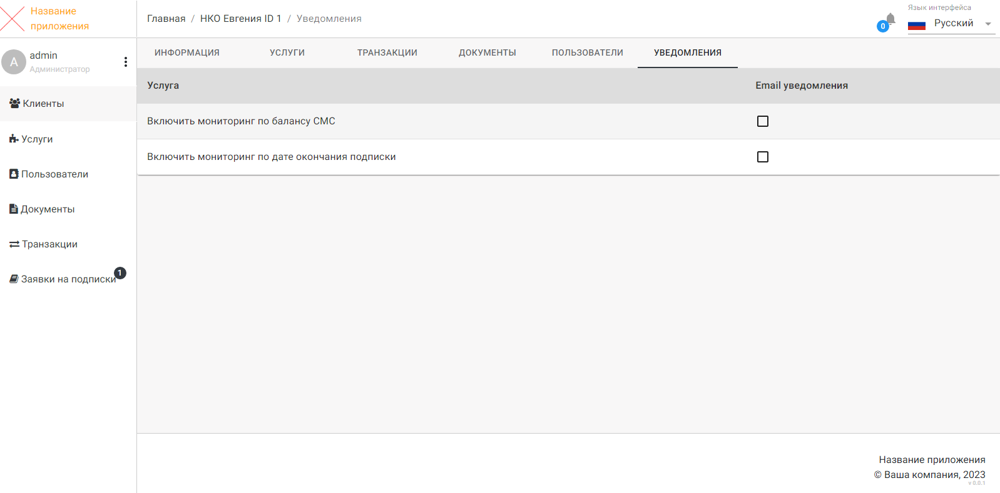 Название
приложения
Главная / НКО Евгения ID 1 / Уведомления
0
Язык интерфейса
Русский
A
admin
Администратор
ИНФОРМАЦИЯ УСЛУГИ ТРАНЗАКЦИИ ДОКУМЕНТЫ ПОЛЬЗОВАТЕЛИ УВЕДОМЛЕНИЯ
Клиенты
Услуги
Пользователи
Документы
Транзакции
Заявки на подписки 1
Услуга Email уведомления
Включить мониторинг по балансу СМС
Включить мониторинг по дате окончания подписки
Название приложения
© Ваша компания, 2023
v 0.0.1